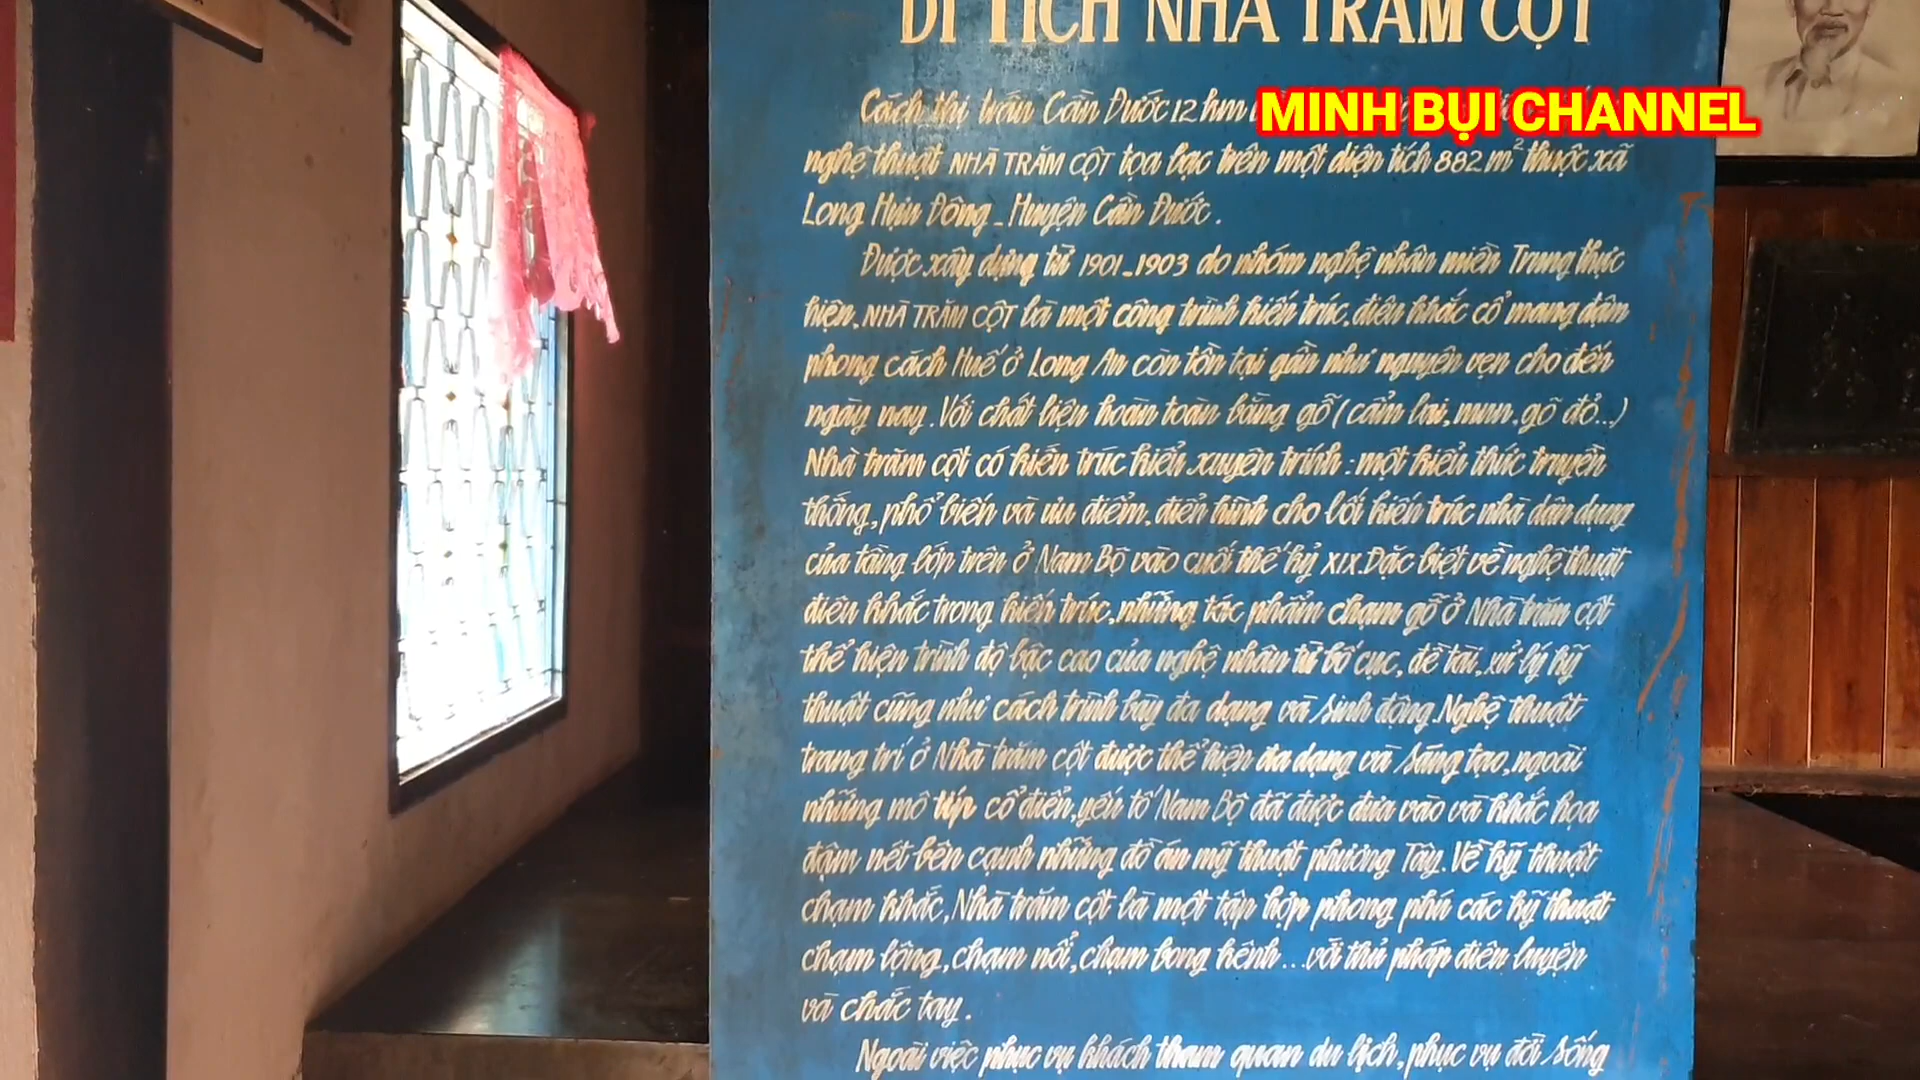 DI TÍCH NHÀ TRĂM CỘT
Cách thị trấn Cần Đước 12 km
MINH BỤI CHANNEL
nghệ thuật NHÀ TRĂM CỘT tọa lạc trên một diện tích 882 m² thuộc xã
Long Hựu Đông - Huyện Cần Đước.
Được xây dựng từ 1901-1903 do nhóm nghệ nhân miền Trung thực
hiện, NHÀ TRĂM CỘT là một công trình kiến trúc, điêu khắc cổ mang đậm
phong cách Huế ở Long An còn tồn tại gần như nguyên vẹn cho đến
ngày nay. Với chất liệu hoàn toàn bằng gỗ (cẩm lai, mun, gõ đỏ...)
Nhà trăm cột có kiến trúc kiểu xuyên trính : một kiểu thức truyền
thống, phổ biến và ưu điểm, điển hình cho lối kiến trúc nhà dân dụng
của tầng lớp trên ở Nam Bộ vào cuối thế kỷ XIX. Đặc biệt về nghệ thuật
điêu khắc trong kiến trúc, những tác phẩm chạm gỗ ở Nhà trăm cột
thể hiện trình độ bậc cao của nghệ nhân từ bố cục, đề tài, xử lý kỹ
thuật cũng như cách trình bày đa dạng và sinh động. Nghệ thuật
trang trí ở Nhà trăm cột được thể hiện đa dạng và sáng tạo, ngoài
những mô típ cổ điển, yếu tố Nam Bộ đã được đưa vào và khắc họa
đậm nét bên cạnh những đồ án mỹ thuật phương Tây. Về kỹ thuật
chạm khắc, Nhà trăm cột là một tập hợp phong phú các kỹ thuật
chạm lộng, chạm nổi, chạm bong kênh ... với thủ pháp điêu luyện
và chắc tay.
Ngoài việc phục vụ khách tham quan du lịch, phục vụ đời sống